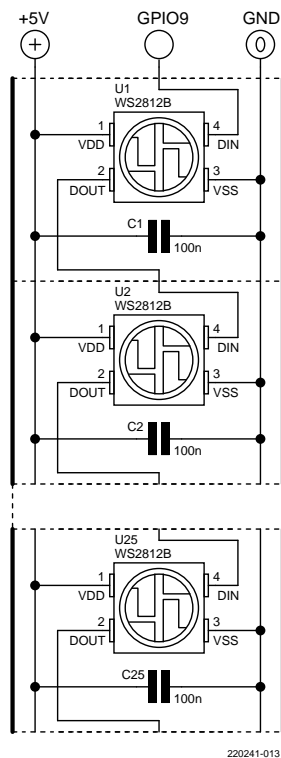 +5V GPIO9 GND
U1
WS2812B
1 4
VDD DIN
2 3
DOUT VSS
C1
100n
U2
WS2812B
1 4
VDD DIN
2 3
DOUT VSS
C2
100n
U25
WS2812B
1 4
VDD DIN
2 3
DOUT VSS
C25
100n
220241-013